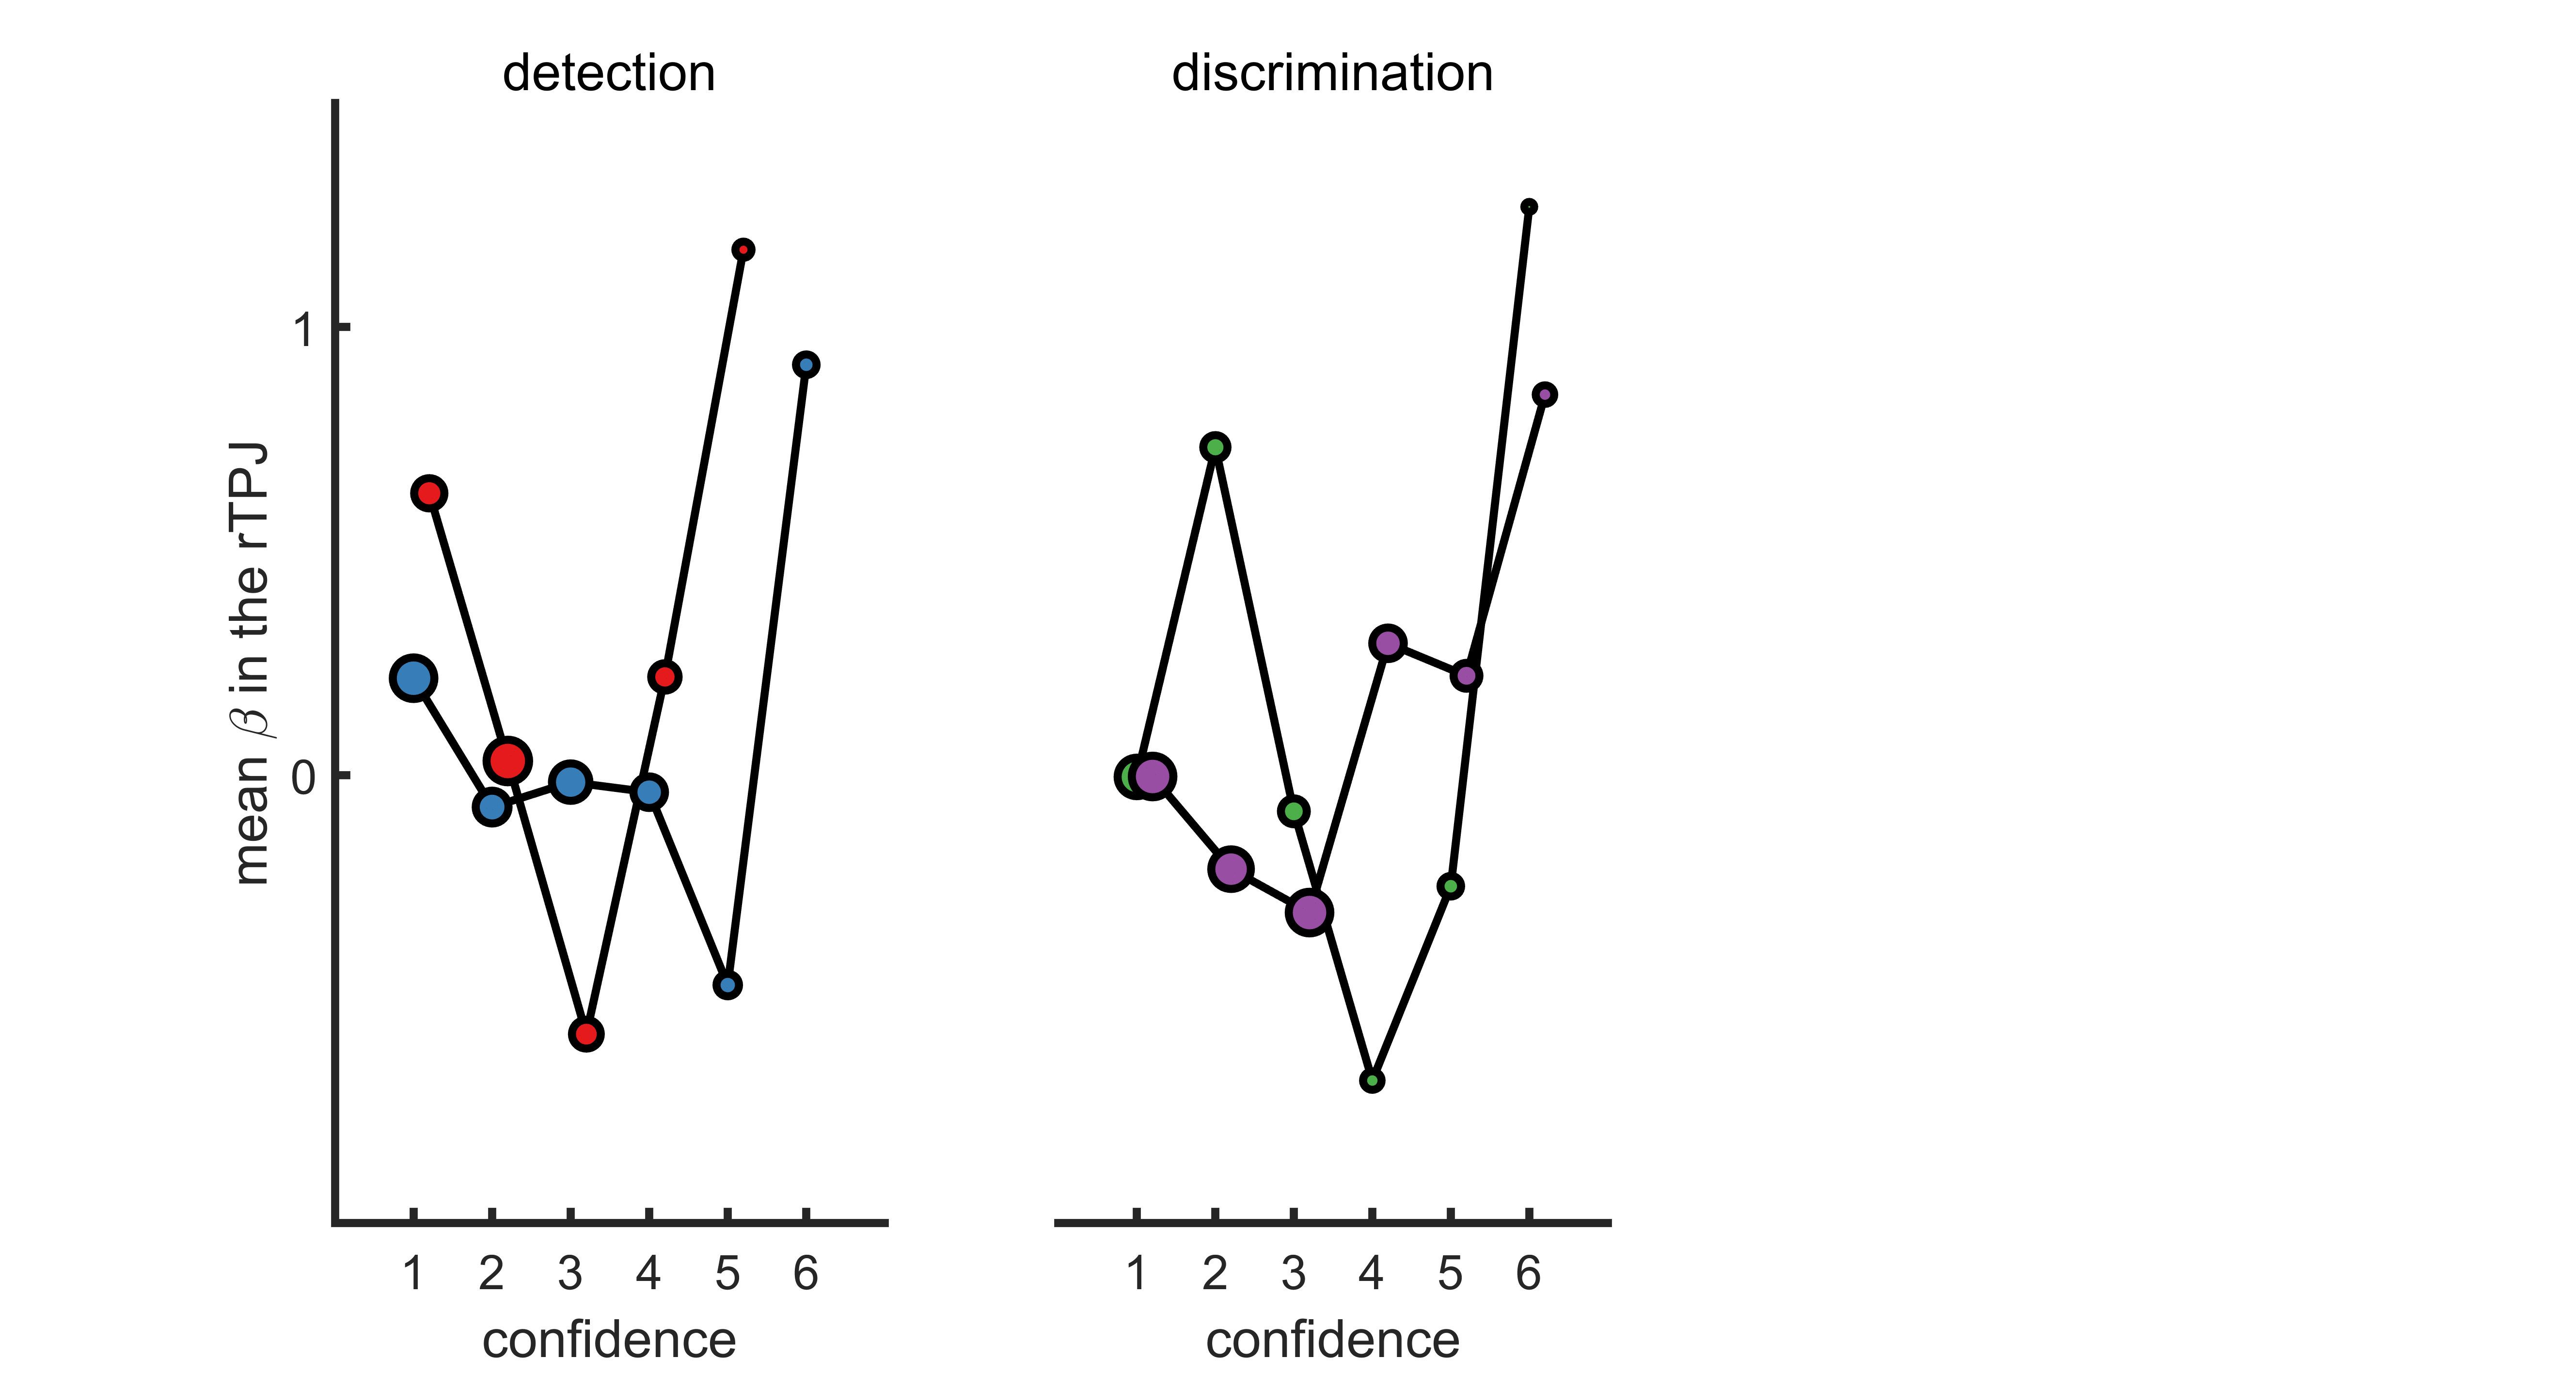 detection
discrimination
mean β in the rTPJ
1
0
1 2 3 4 5 6
1 2 3 4 5 6
confidence
confidence